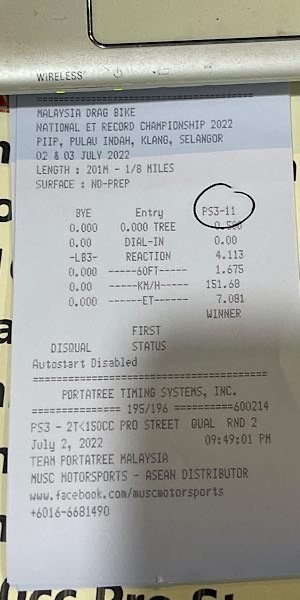 WIRELESS
================================
MALAYSIA DRAG BIKE
NATIONAL ET RECORD CHAMPIONSHIP 2022
PIIP, PULAU INDAH, KLANG, SELANGOR
02 & 03 JULY 2022
LENGTH : 201M - 1/8 MILES
SURFACE : NO-PREP
BYE Entry PS3-11
0.000 0.000 TREE 0.500
0.00 DIAL-IN 0.00
-LB3- REACTION 4.113
0.000 -----60FT----- 1.675
0.00 -----KM/H----- 151.68
0.000 ------ET------ 7.081
WINNER
FIRST
DISQUAL STATUS
Autostart Disabled
========================================
PORTATREE TIMING SYSTEMS, INC.
=============== 195/196 ==========600214
PS3 - 2T<150CC PRO STREET QUAL RND 2
July 2, 2022 09:49:01 PM
TEAM PORTATREE MALAYSIA
MUSC MOTORSPORTS - ASEAN DISTRIBUTOR
www.facebook.com/muscmotorsports
+6016-6681490